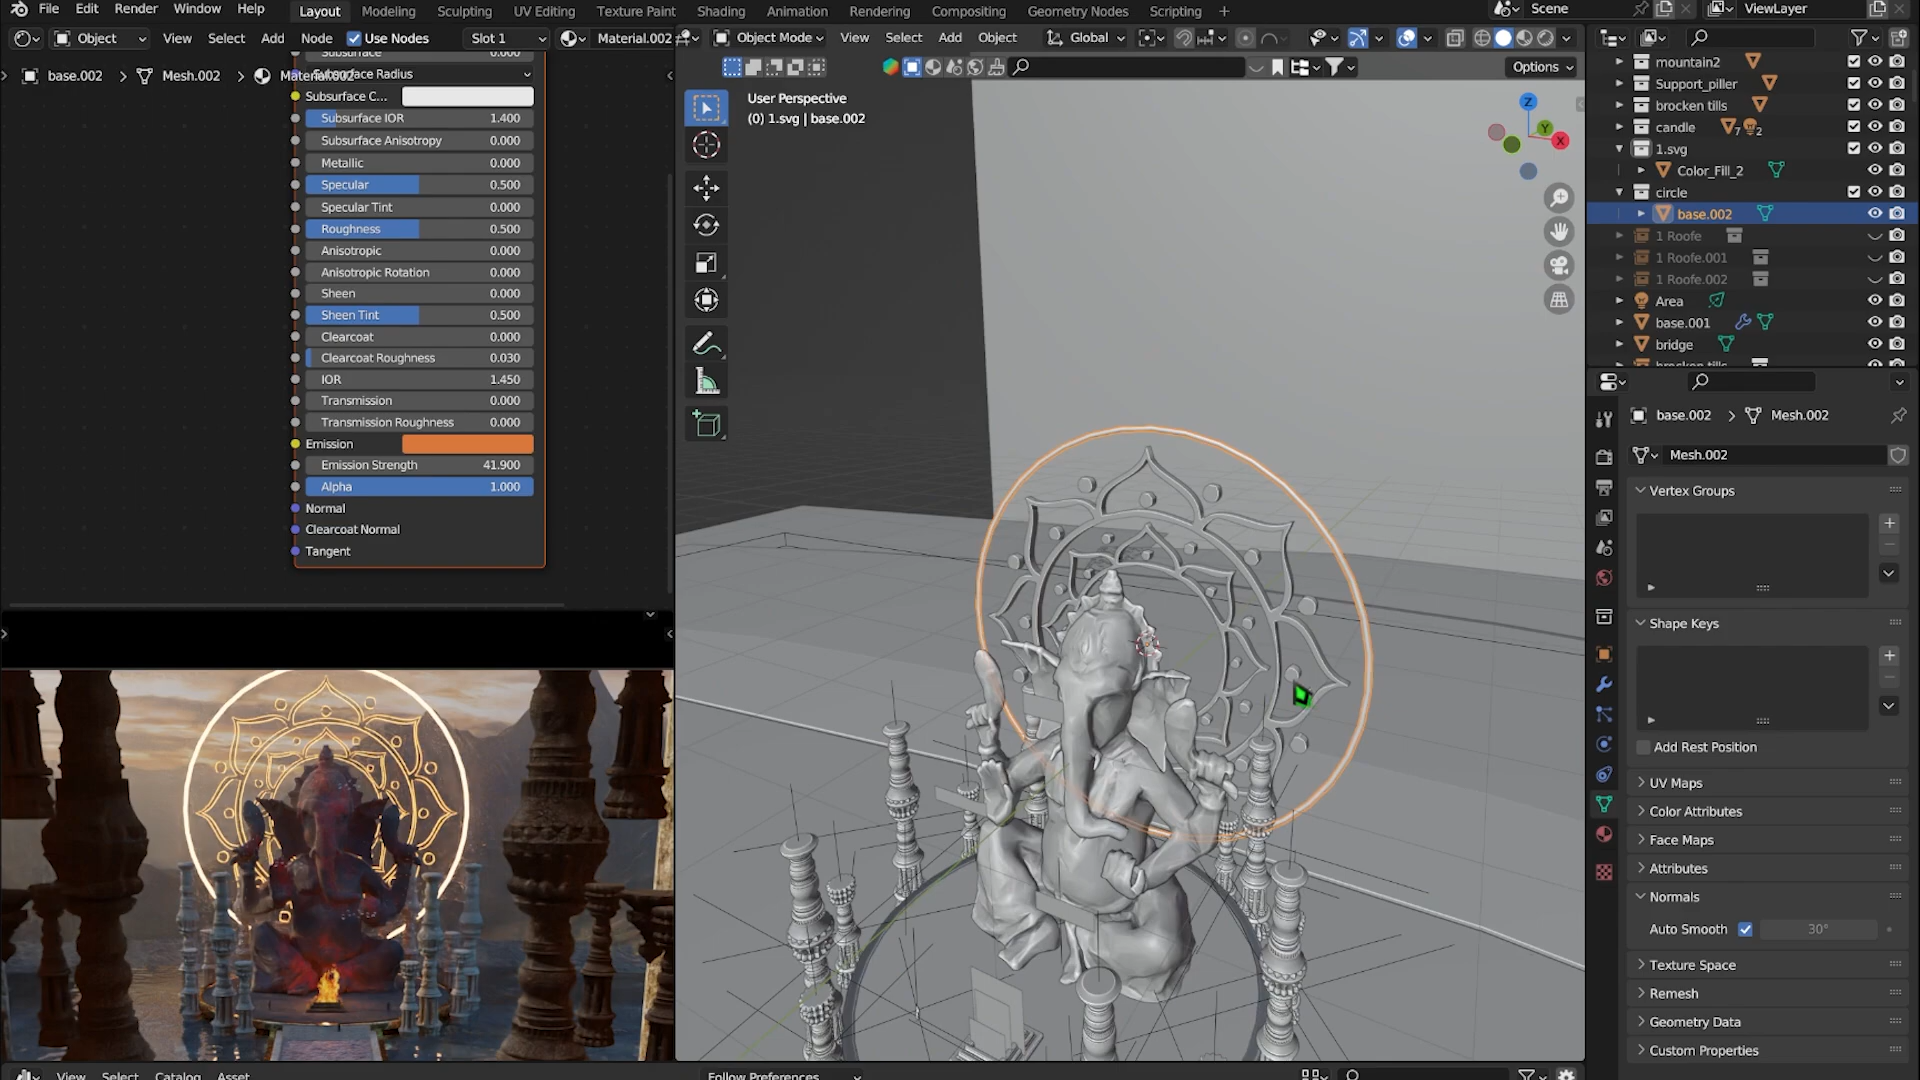 File Edit Render Window Help Layout Modeling Sculpting UV Editing Texture Paint Shading Animation Rendering Compositing Geometry Nodes Scripting + Scene ViewLayer
Object View Select Add Node Use Nodes Slot 1 Material.002 Object Mode View Select Add Object Global
Options
base.002 > Mesh.002 >
Subsurface
Subsurface Radius
Subsurface C...
Subsurface IOR 1.400
Subsurface Anisotropy 0.000
Metallic 0.000
Specular 0.500
Specular Tint 0.000
Roughness 0.500
Anisotropic 0.000
Anisotropic Rotation 0.000
Sheen 0.000
Sheen Tint 0.500
Clearcoat 0.000
Clearcoat Roughness 0.030
IOR 1.450
Transmission 0.000
Transmission Roughness 0.000
Emission
Emission Strength 41.900
Alpha 1.000
Normal
Clearcoat Normal
Tangent
User Perspective
(0) 1.svg | base.002
Z
Y
X
mountain2
Support_piller
brocken tills
candle 7 2
1.svg
Color_Fill_2
circle
base.002
1 Roofe
1 Roofe.001
1 Roofe.002
Area
base.001
bridge
brocken tills
base.002 > Mesh.002
Mesh.002
Vertex Groups
Shape Keys
Add Rest Position
UV Maps
Color Attributes
Face Maps
Attributes
Normals
Auto Smooth 30°
Texture Space
Remesh
Geometry Data
Custom Properties
View Select Catalog Asset Follow Preferences